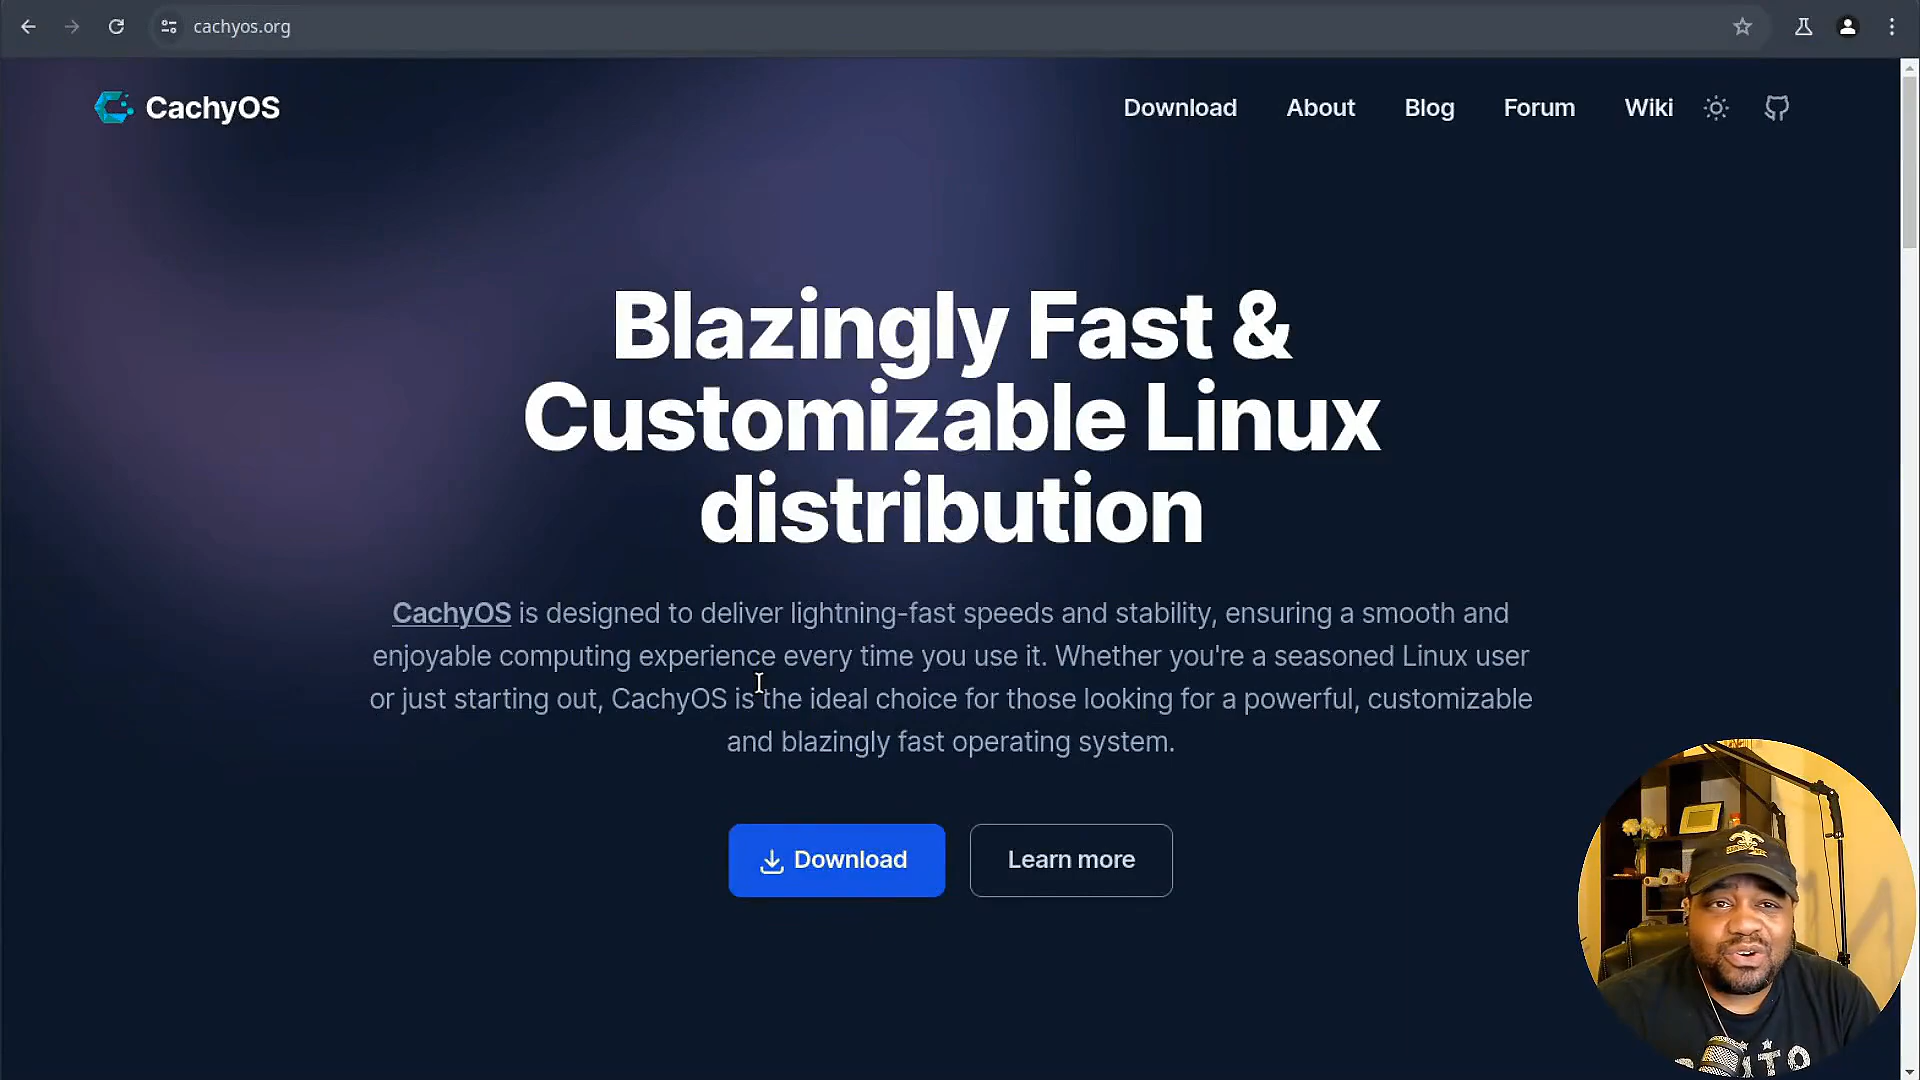 cachyos.org
CachyOS
Download
About
Blog
Forum
Wiki
Blazingly Fast &
Customizable Linux
distribution
CachyOS is designed to deliver lightning-fast speeds and stability, ensuring a smooth and
enjoyable computing experience every time you use it. Whether you're a seasoned Linux user
or just starting out, CachyOS is the ideal choice for those looking for a powerful, customizable
and blazingly fast operating system.
Download
Learn more